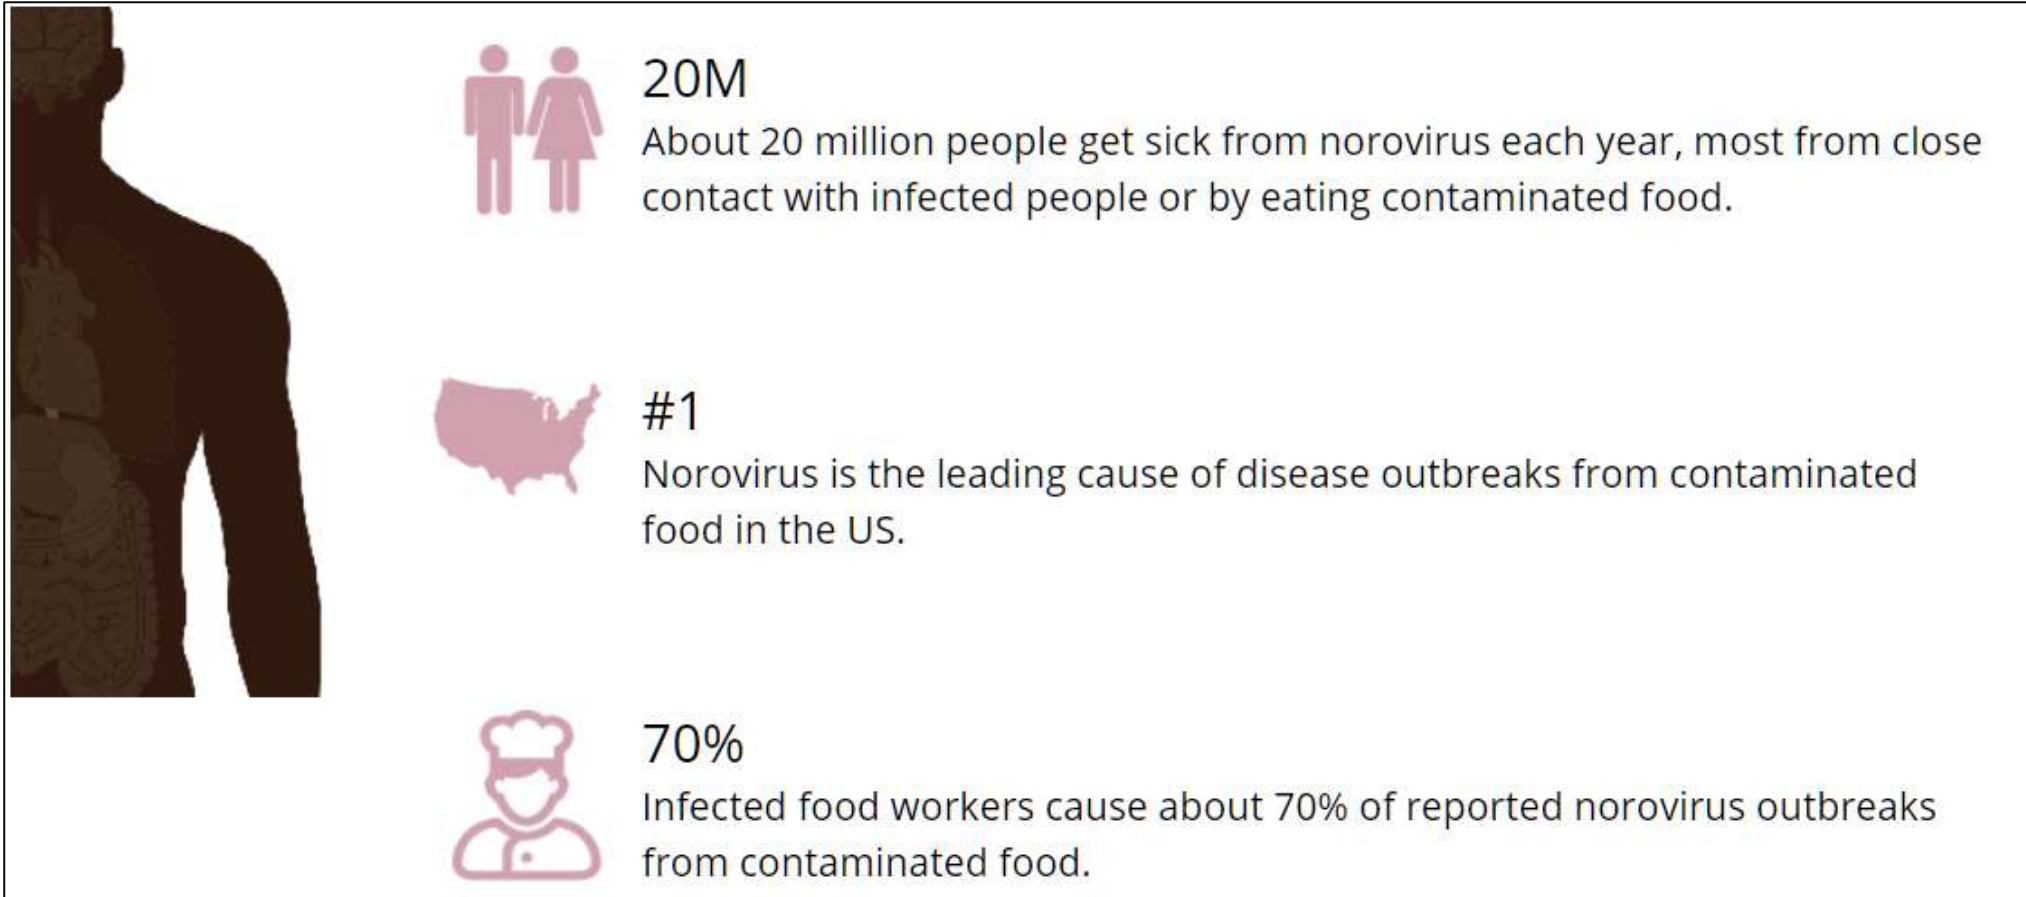 20M
About 20 million people get sick from norovirus each year, most from close
contact with infected people or by eating contaminated food.
#1
Norovirus is the leading cause of disease outbreaks from contaminated
food in the US.
70%
Infected food workers cause about 70% of reported norovirus outbreaks
from contaminated food.